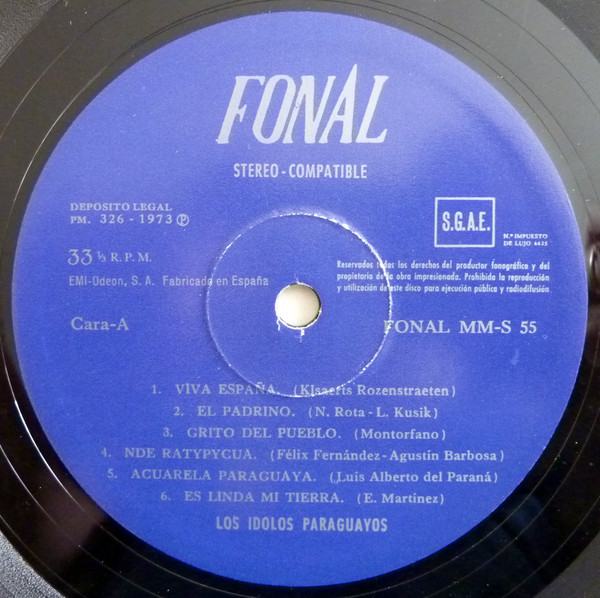 FONAL
STEREO-COMPATIBLE
DEPOSITO LEGAL
PM. 326 - 1973 Ⓟ
S.G.A.E.
N.º IMPUESTO
DE LUJO 6625
33 ⅓ R. P. M.
EMI-Odeon, S. A. Fabricado en España
Reservados todos los derechos del productor fonográfico y del
propietario de la obra impresionada. Prohibida la reproducción
y utilización de este disco para ejecución pública y radiodifusión
Cara-A
FONAL MM-S 55
1. VIVA ESPAÑA. (Klsaerts Rozenstraeten)
2. EL PADRINO. (N. Rota - L. Kusik)
3. GRITO DEL PUEBLO. (Montorfano)
4. NDE RATYPYCUA. (Félix Fernández - Agustin Barbosa)
5. ACUARELA PARAGUAYA. (Luis Alberto del Paraná)
6. ES LINDA MI TIERRA. (E. Martinez)
LOS IDOLOS PARAGUAYOS